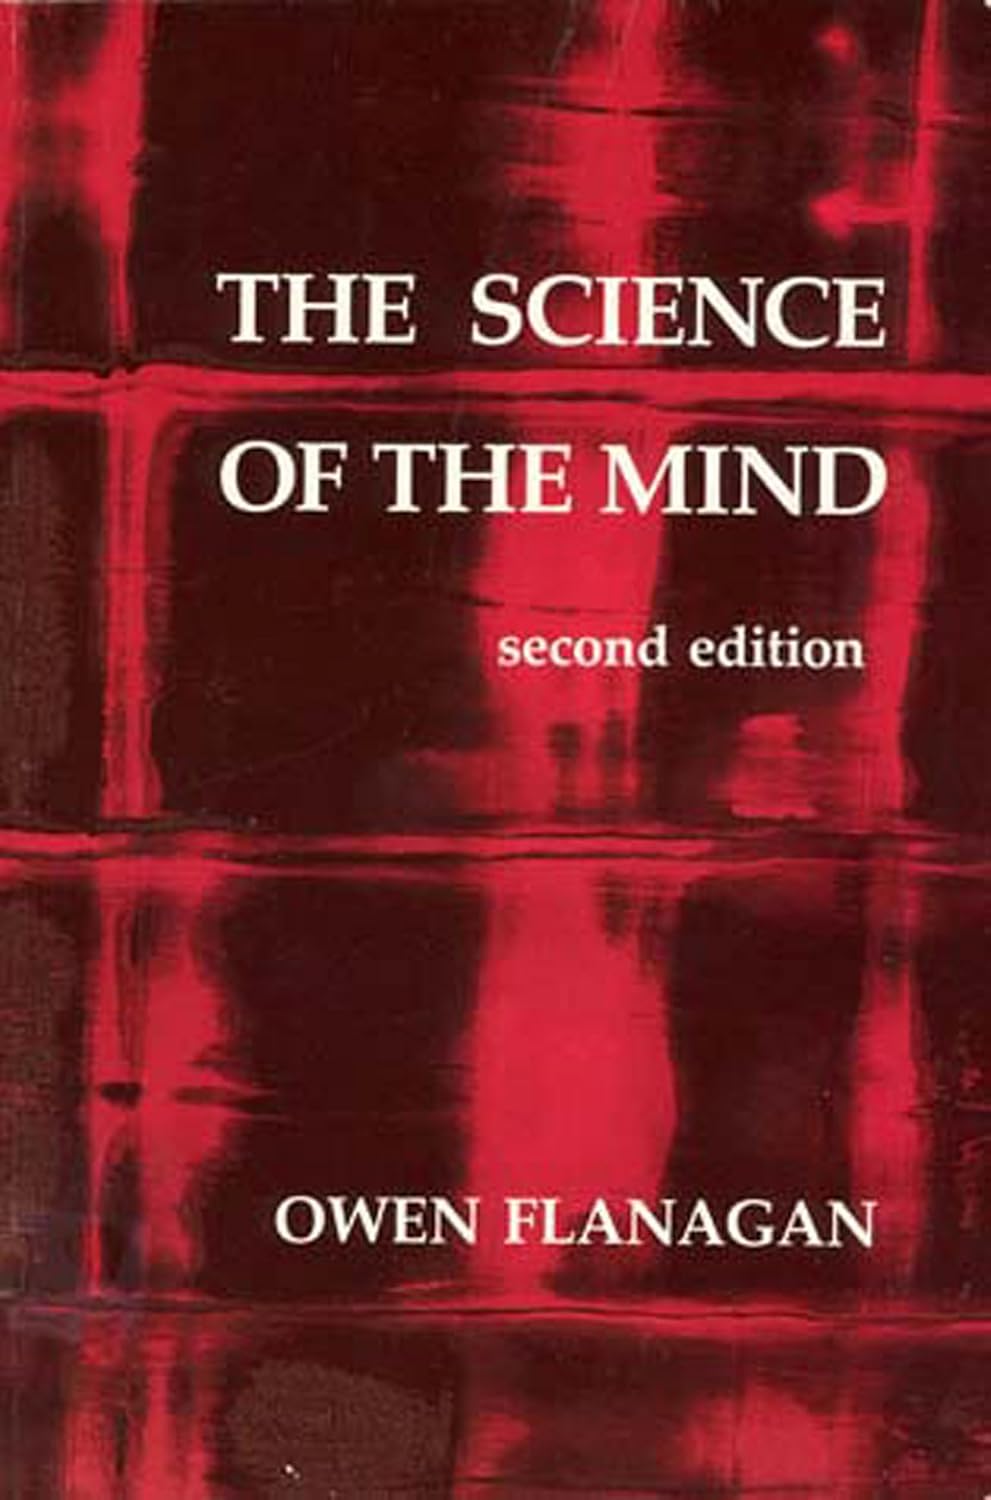 THE SCIENCE
OF THE MIND
second edition
OWEN FLANAGAN